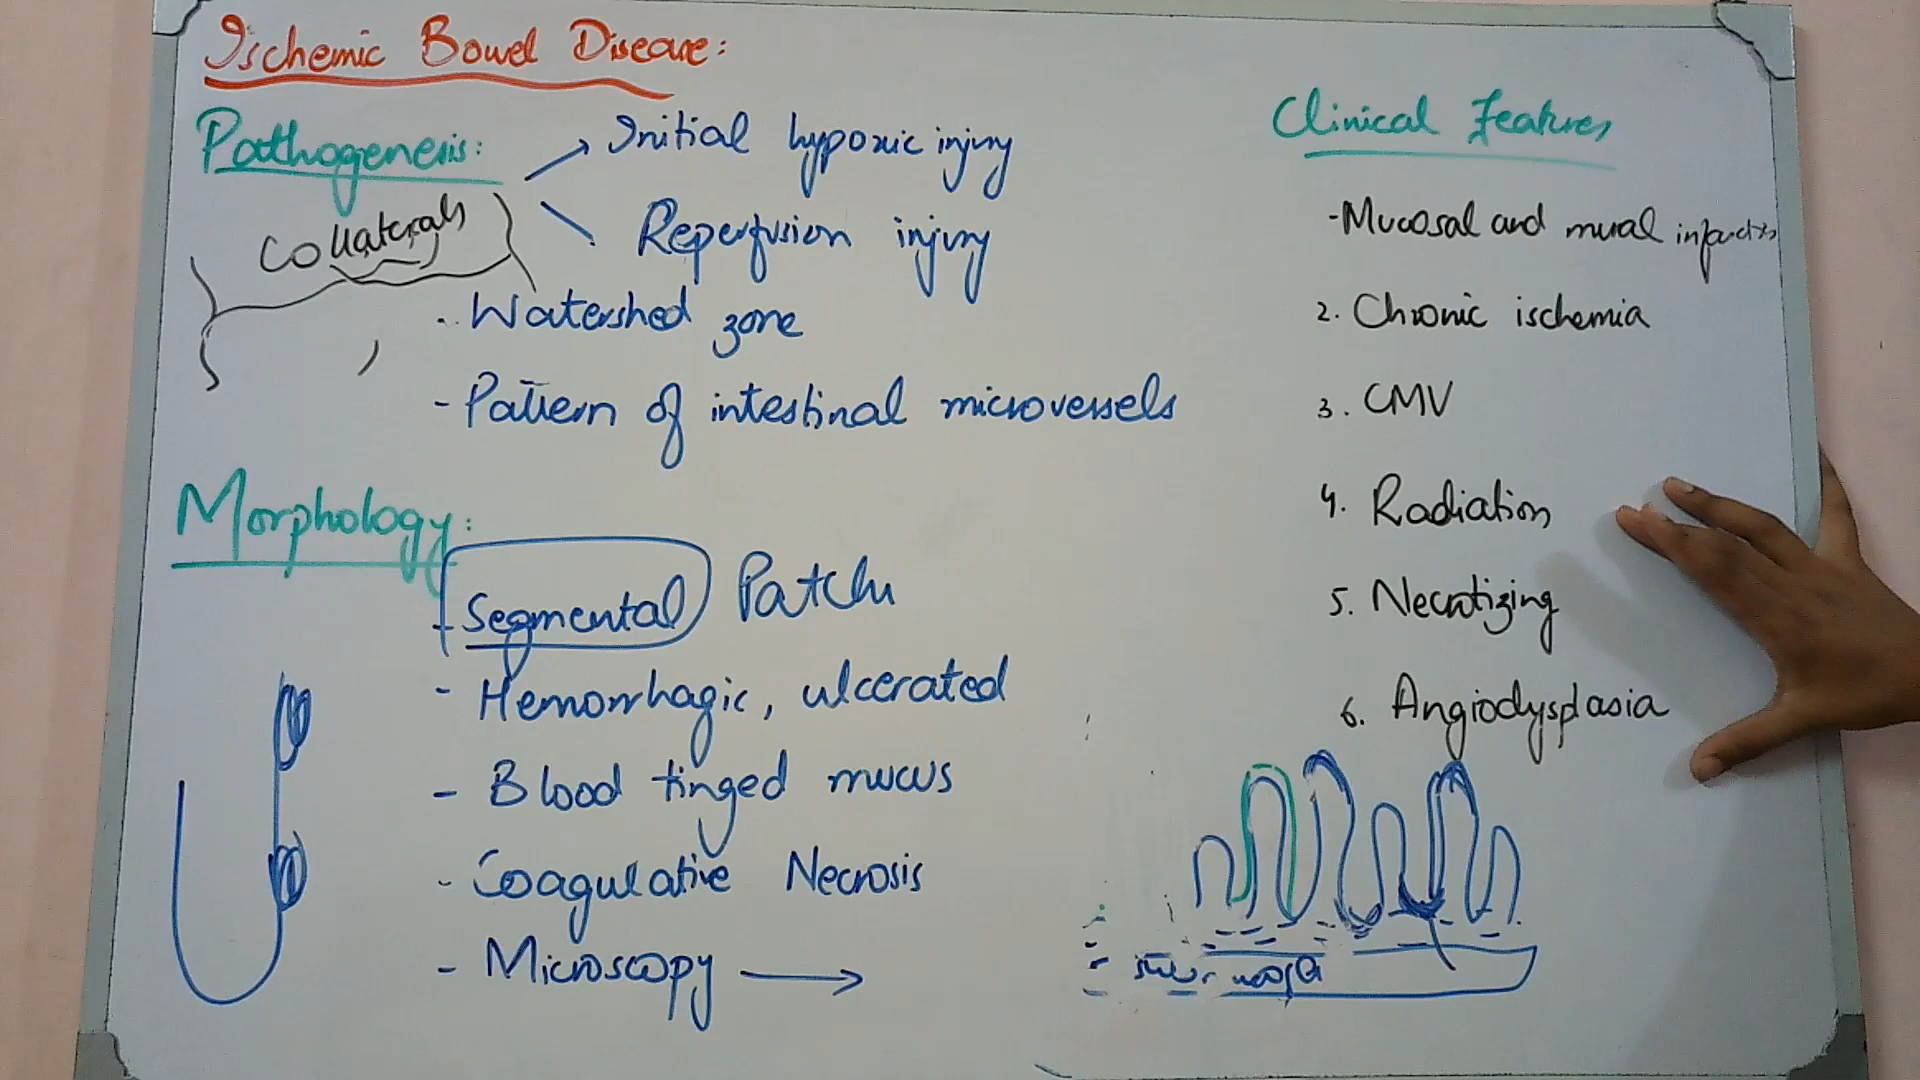 Ischemic Bowel Disease:
Pathogenesis:
Initial hypoxic injury
Reperfusion injury
Collaterals
Watershed zone
- Pattern of intestinal microvessels
Morphology:
- Segmental
- Hemorrhagic, ulcerated
- Blood tinged mucus
- Coagulative Necrosis
- Microscopy
Clinical Features
- Mucosal and mural
2. Chronic ischemia
3. CMV
4. Radiation
5. Necrotizing
6. Angiodysplasia